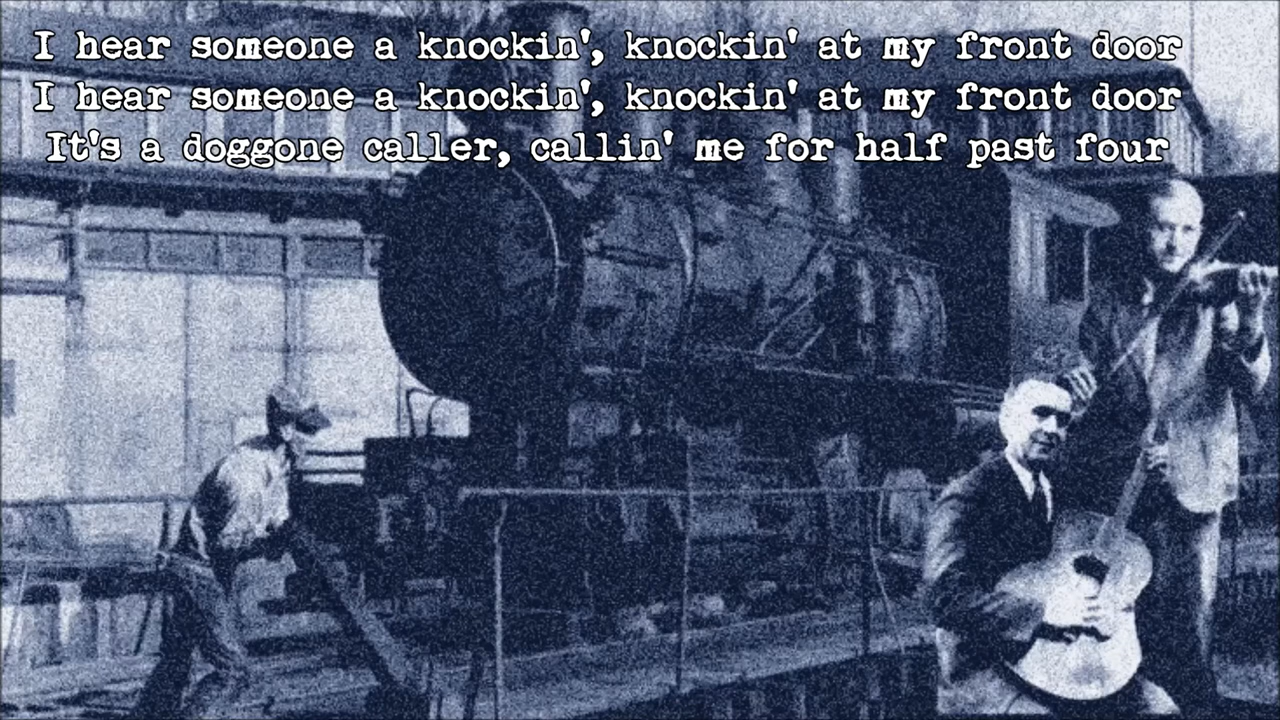 I hear someone a knockin', knockin' at my front door
I hear someone a knockin', knockin' at my front door
It's a doggone caller, callin' me for half past four